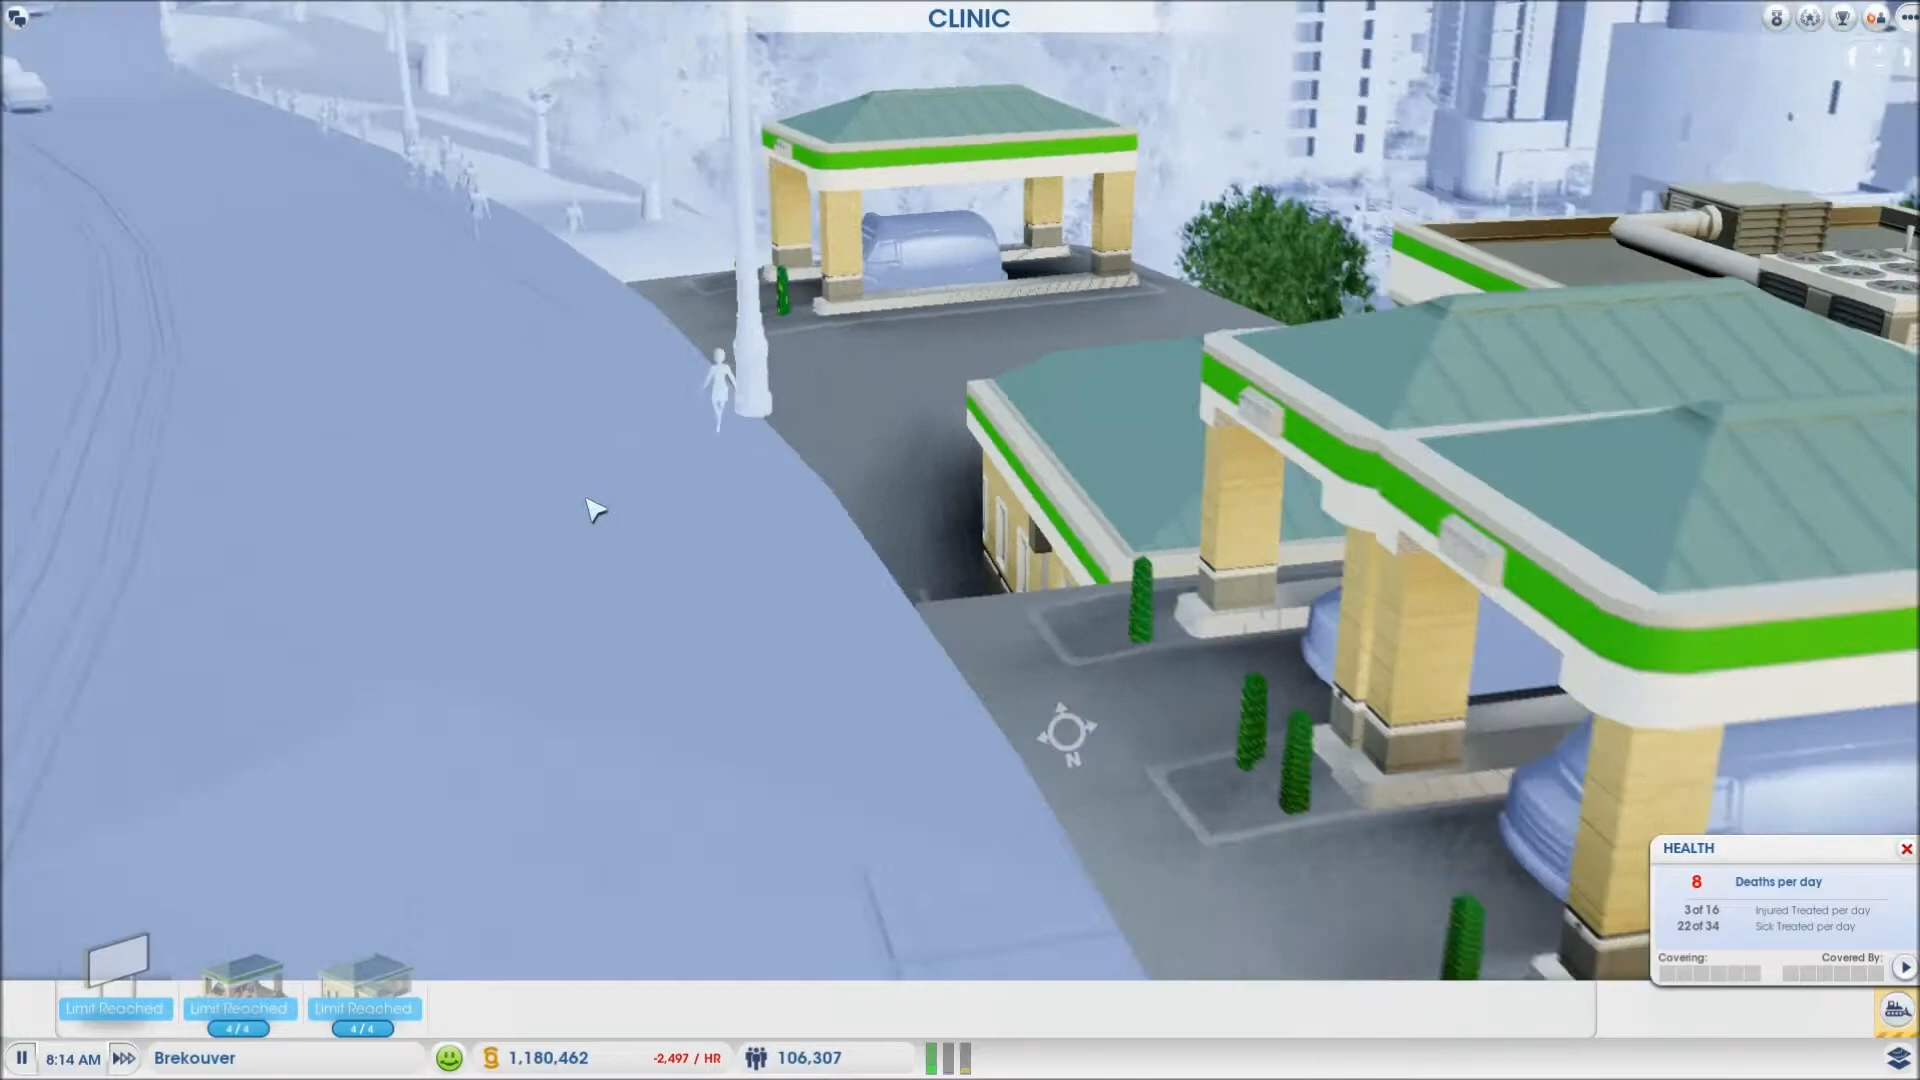 CLINIC
N
HEALTH
8 Deaths per day
3 of 16 Injured Treated per day
22 of 34 Sick Treated per day
Covering: Covered By:
Limit Reached Limit Reached Limit Reached
4 / 4 4 / 4
8:14 AM Brekouver 1,180,462 -2,497 / HR 106,307